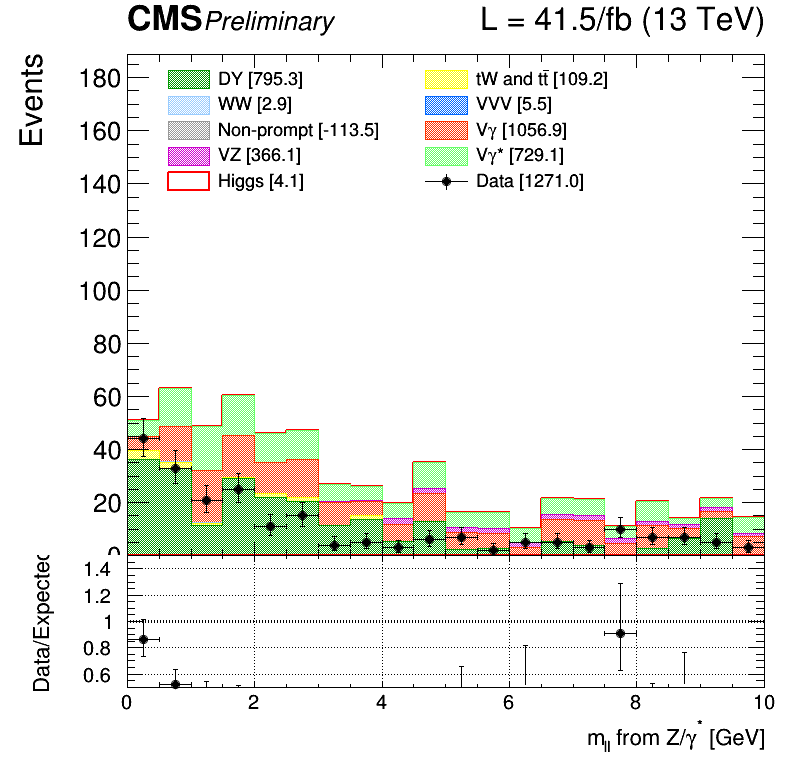 CMS Preliminary L = 41.5/fb (13 TeV)
Events
180
160
140
120
100
80
60
40
20
0
DY [795.3]
WW [2.9]
Non-prompt [-113.5]
VZ [366.1]
Higgs [4.1]
tW and tt̄ [109.2]
VVV [5.5]
Vγ [1056.9]
Vγ* [729.1]
Data [1271.0]
Data/Expected
1.4
1.2
1
0.8
0.6
0 2 4 6 8 10
m_ll from Z/γ* [GeV]